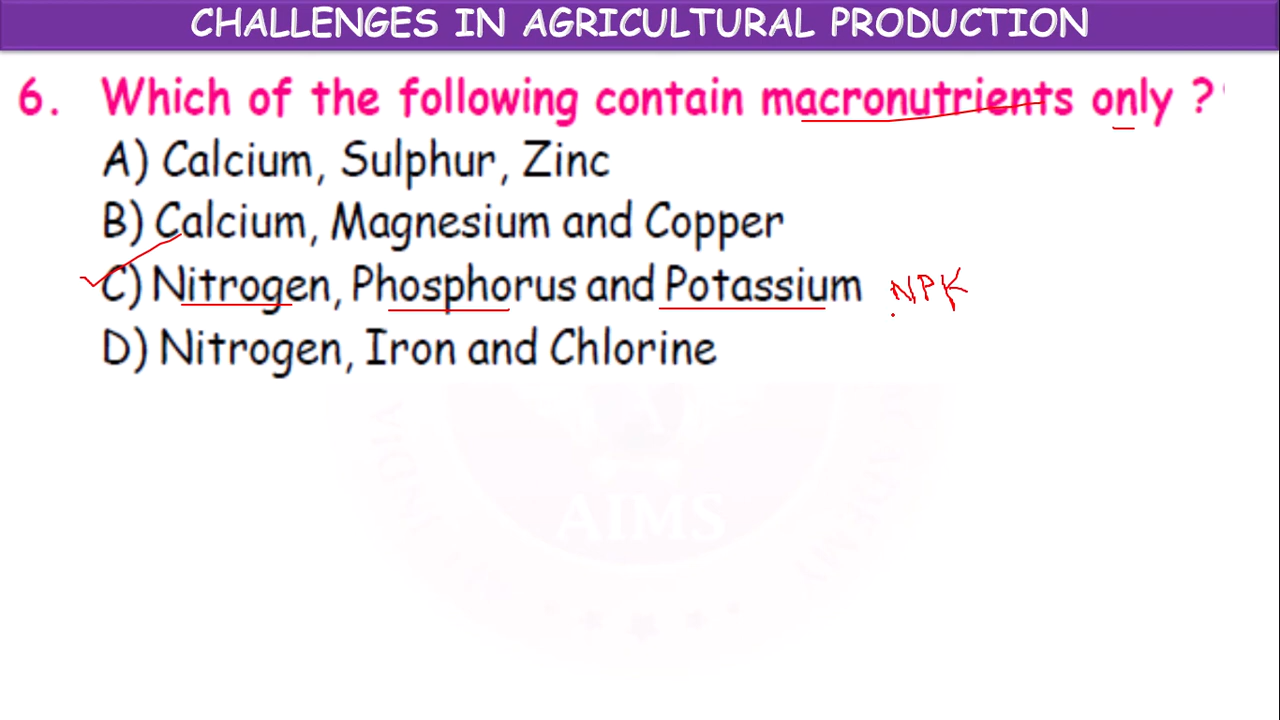 CHALLENGES IN AGRICULTURAL PRODUCTION
6. Which of the following contain macronutrients only ?
A) Calcium, Sulphur, Zinc
B) Calcium, Magnesium and Copper
C) Nitrogen, Phosphorus and Potassium NPK
D) Nitrogen, Iron and Chlorine
AIMS